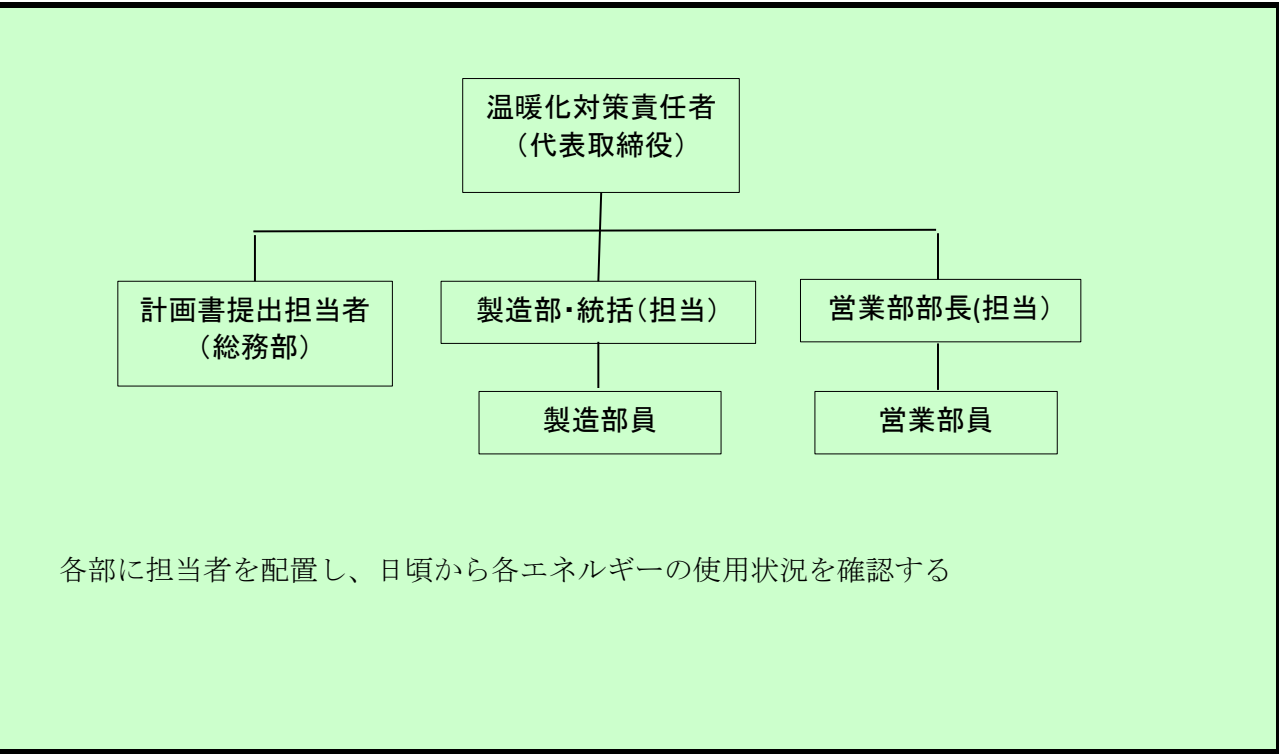 温暖化対策責任者
（代表取締役）
計画書提出担当者
（総務部）
製造部・統括（担当）
営業部部長(担当）
製造部員
営業部員
各部に担当者を配置し、日頃から各エネルギーの使用状況を確認する